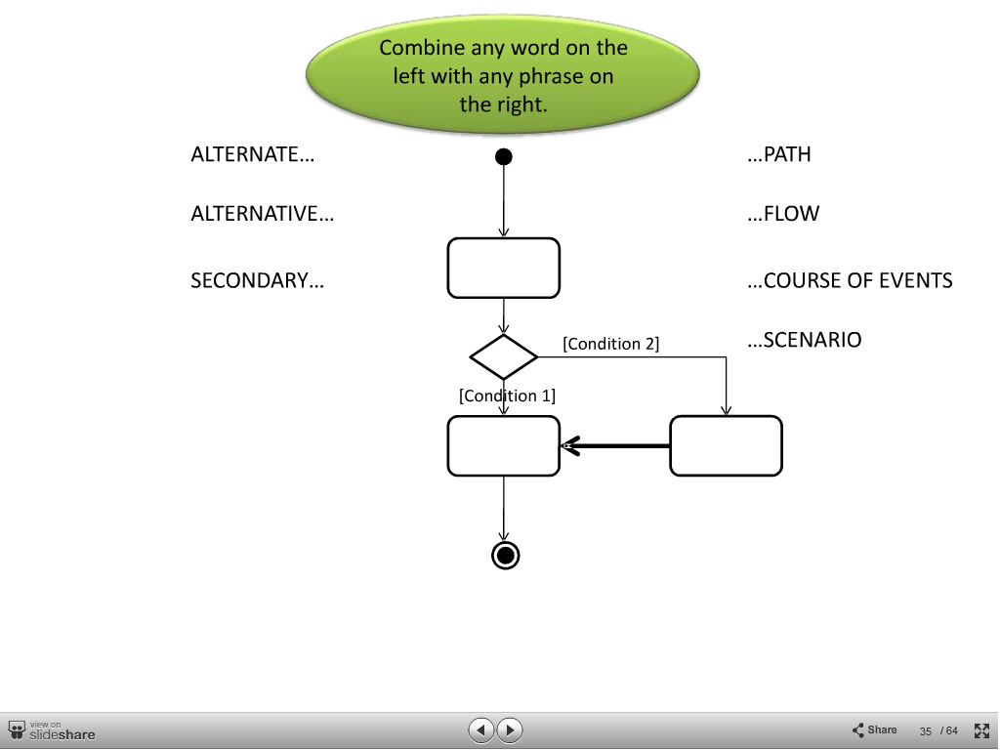 Combine any word on the
left with any phrase on
the right.
ALTERNATE...
...PATH
ALTERNATIVE...
...FLOW
SECONDARY...
...COURSE OF EVENTS
...SCENARIO
[Condition 2]
[Condition 1]
view on
slideshare
Share
35 / 64